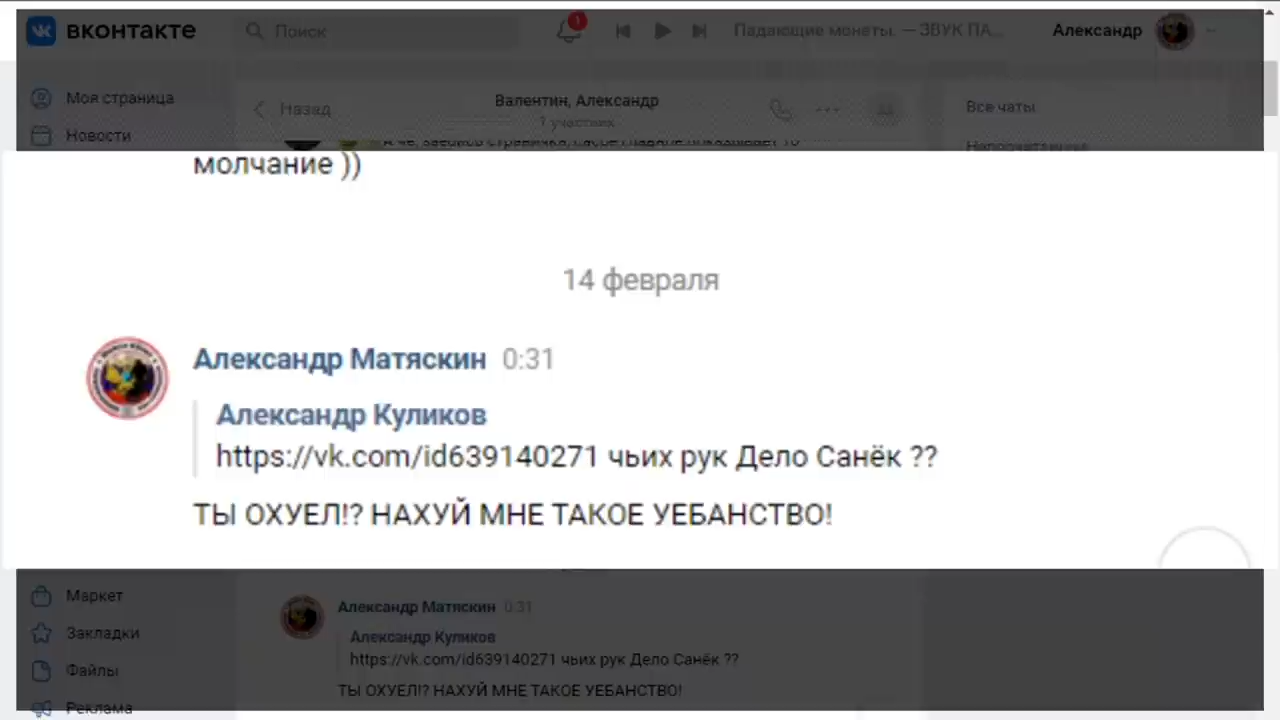 вконтакте
Поиск
1
Падающие монеты. — ЗВУК ПА...
Александр
Моя страница
Назад
Валентин, Александр
7 участник
Все чаты
Новости
молчание ))
14 февраля
Александр Матяскин 0:31
Александр Куликов
https://vk.com/id639140271 чьих рук Дело Санёк ??
ТЫ ОХУЕЛ!? НАХУЙ МНЕ ТАКОЕ УЕБАНСТВО!
Маркет
Закладки
Файлы
Реклама
Александр Матяскин 0:31
Александр Куликов
https://vk.com/id639140271 чьих рук Дело Санёк ??
ТЫ ОХУЕЛ!? НАХУЙ МНЕ ТАКОЕ УЕБАНСТВО!